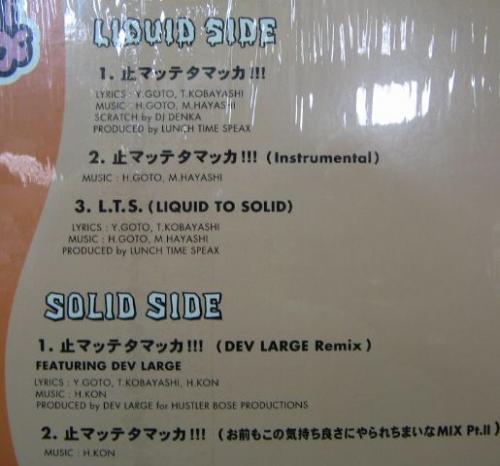 LIQUID SIDE
1. 止マッテタマッカ!!!
LYRICS : Y.GOTO, T.KOBAYASHI
MUSIC : H.GOTO, M.HAYASHI
SCRATCH by DJ DENKA
PRODUCED by LUNCH TIME SPEAX
2. 止マッテタマッカ!!! (Instrumental)
MUSIC : H.GOTO, M.HAYASHI
3. L.T.S. (LIQUID TO SOLID)
LYRICS : Y.GOTO, T.KOBAYASHI
MUSIC : H.GOTO, M.HAYASHI
PRODUCED by LUNCH TIME SPEAX
SOLID SIDE
1. 止マッテタマッカ!!! (DEV LARGE Remix)
FEATURING DEV LARGE
LYRICS : Y.GOTO, T.KOBAYASHI, H.KON
MUSIC : H.KON
PRODUCED by DEV LARGE for HUSTLER BOSE PRODUCTIONS
2. 止マッテタマッカ!!! (お前もこの気持ち良さにやられちまいなMIX Pt.II)
MUSIC : H.KON